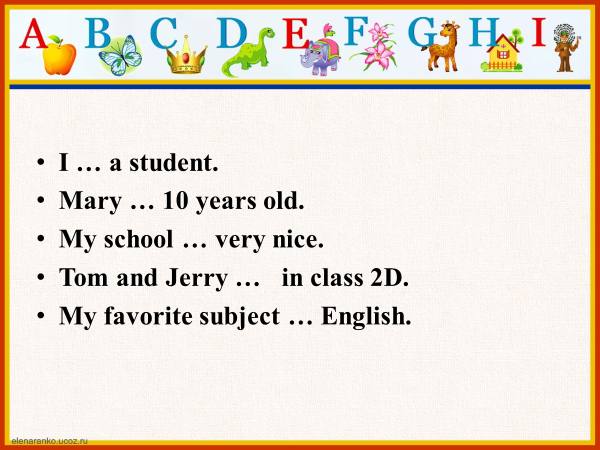 A B C D E F G H I
• I … a student.
• Mary … 10 years old.
• My school … very nice.
• Tom and Jerry … in class 2D.
• My favorite subject … English.
elenaranko.ucoz.ru